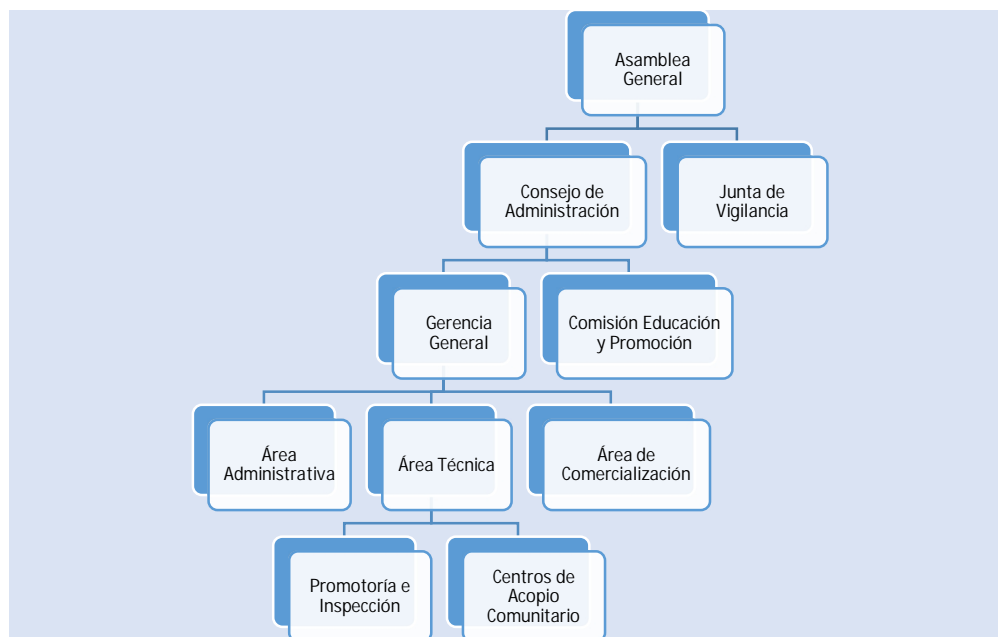 Asamblea
General
Consejo de
Administración
Junta de
Vigilancia
Gerencia
General
Comisión Educación
y Promoción
Área
Administrativa
Área Técnica
Área de
Comercialización
Promotoría e
Inspección
Centros de
Acopio
Comunitario